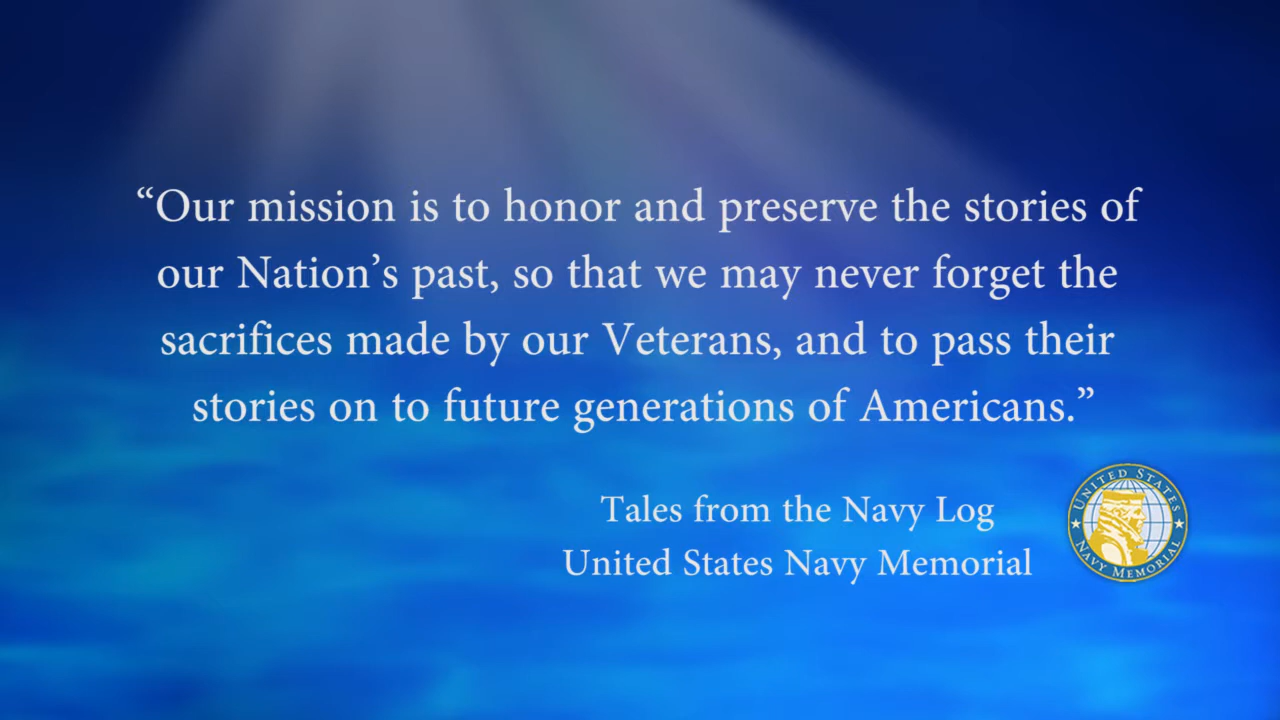 “Our mission is to honor and preserve the stories of
our Nation’s past, so that we may never forget the
sacrifices made by our Veterans, and to pass their
stories on to future generations of Americans.”
Tales from the Navy Log
United States Navy Memorial
UNITED STATES
NAVY MEMORIAL